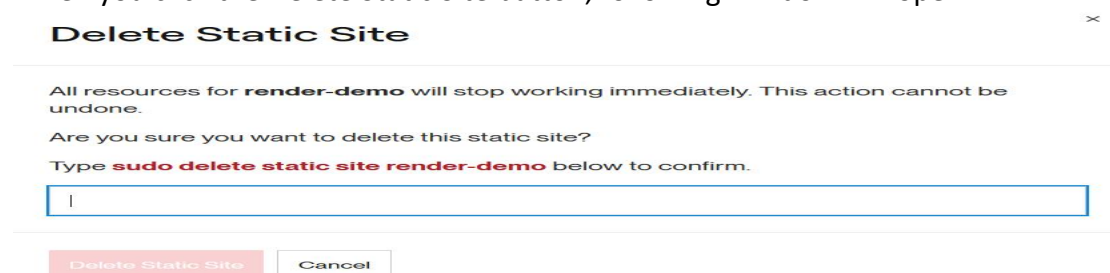 Delete Static Site
×
All resources for render-demo will stop working immediately. This action cannot be
undone.
Are you sure you want to delete this static site?
Type sudo delete static site render-demo below to confirm.
Delete Static Site Cancel